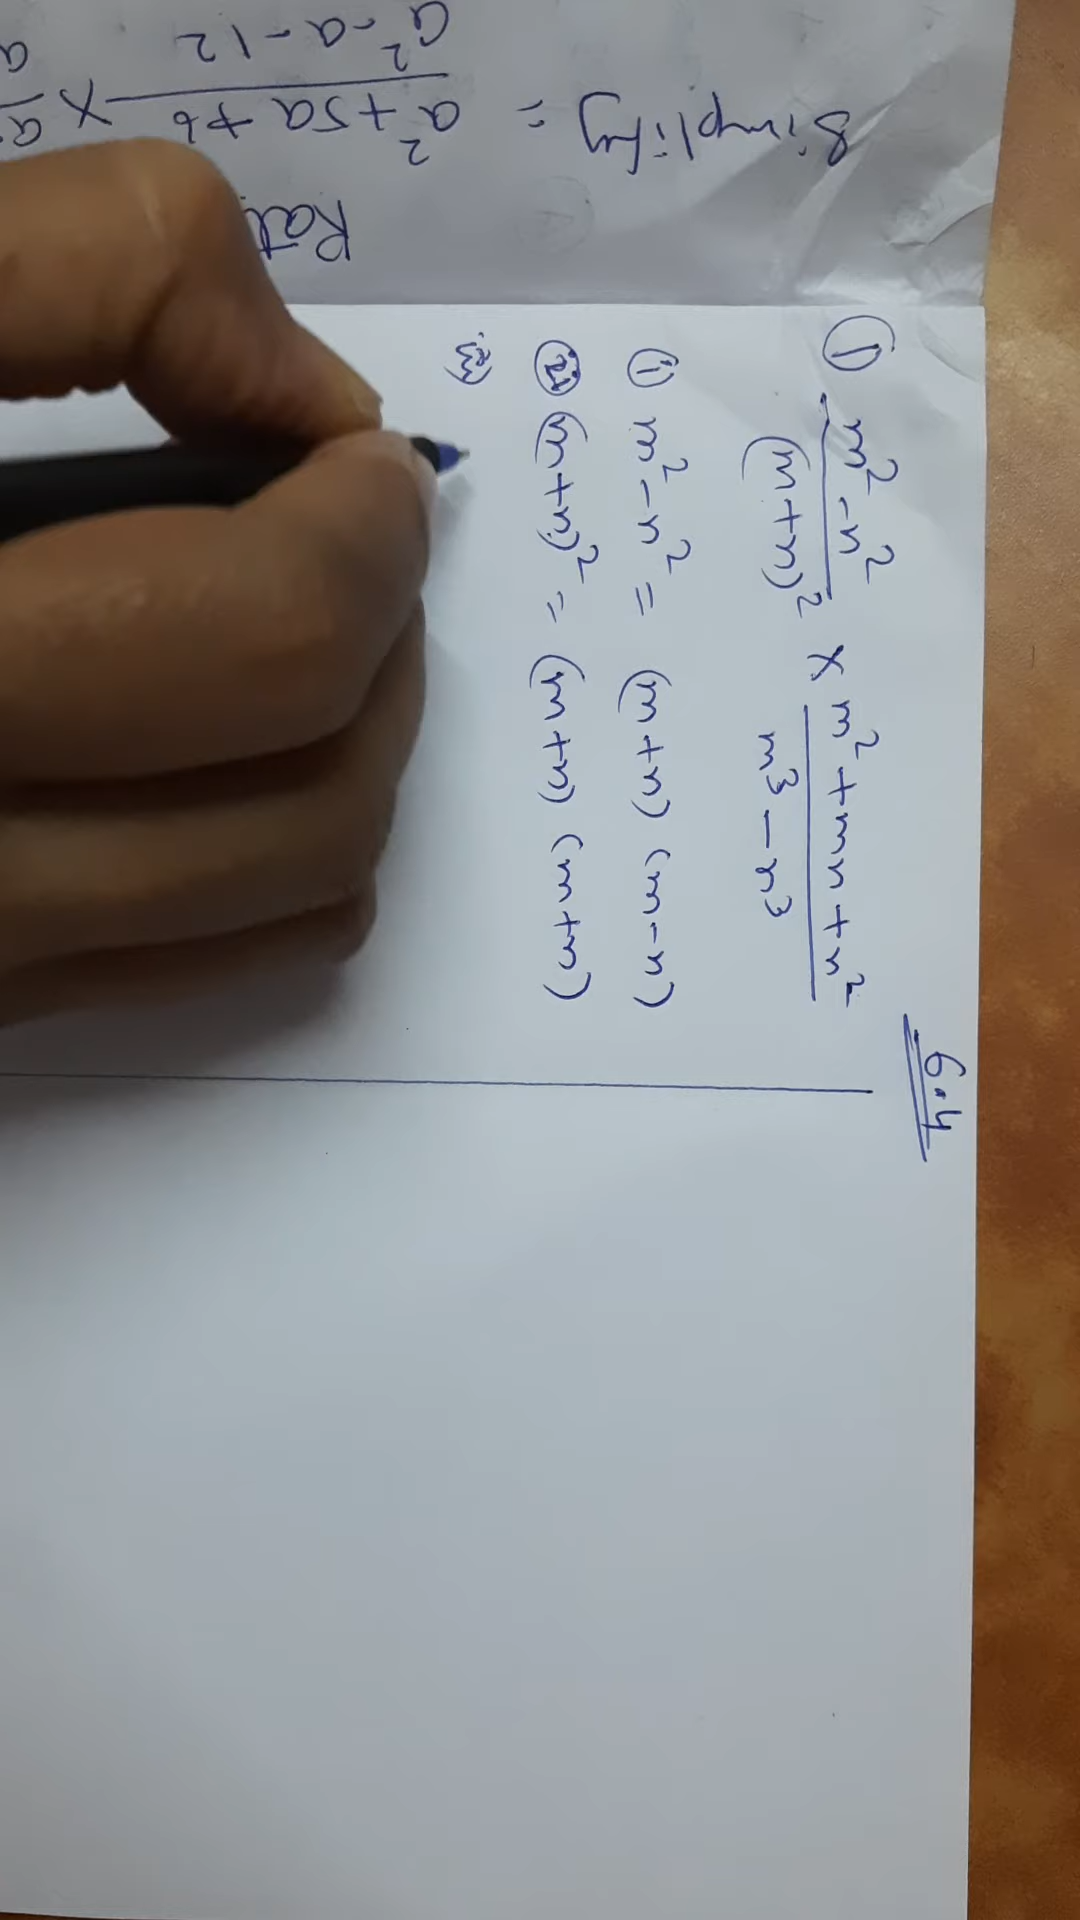 6.4
① m² - n² / (m+n)² × m² + mn + n² / m³ - n³
(i) m² - n² = (m+n) (m-n)
(ii) (m+n)² = (m+n) (m+n)
(iii)
Simplify = a² + 5a + 6 / a² - a - 12 ×